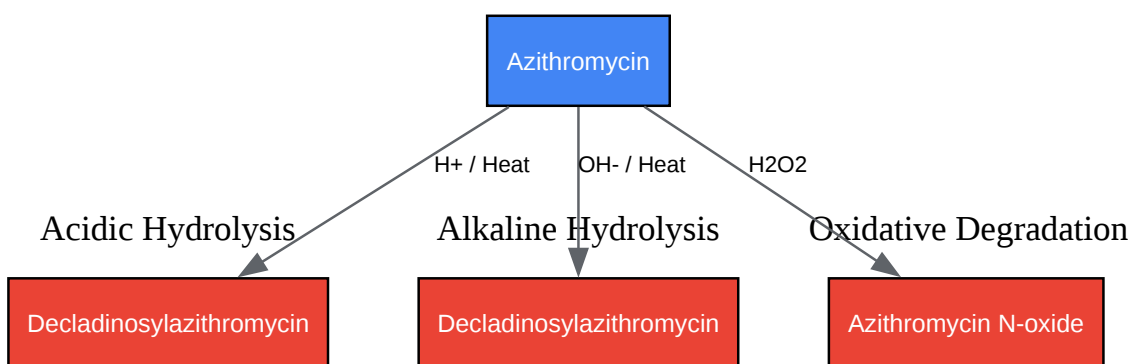 Azithromycin
H+ / Heat
OH- / Heat
H2O2
Acidic Hydrolysis
Alkaline Hydrolysis
Oxidative Degradation
Decladinosylazithromycin
Decladinosylazithromycin
Azithromycin N-oxide